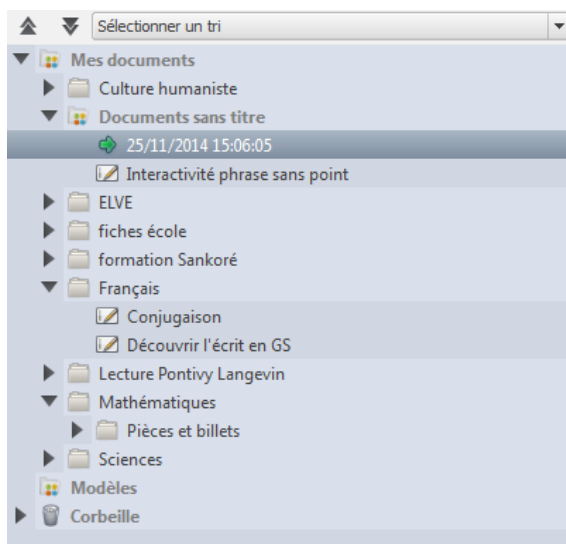 Sélectionner un tri
Mes documents
Culture humaniste
Documents sans titre
25/11/2014 15:06:05
Interactivité phrase sans point
ELVE
fiches école
formation Sankoré
Français
Conjugaison
Découvrir l'écrit en GS
Lecture Pontivy Langevin
Mathématiques
Pièces et billets
Sciences
Modèles
Corbeille